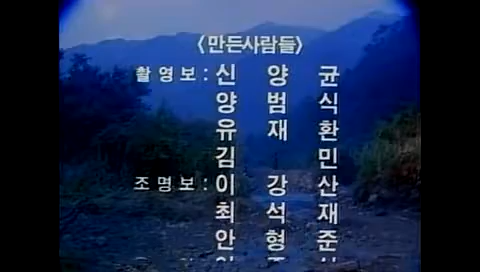 <만든사람들>
촬영보 : 신 양 균
양 범 식
유 재 환
김 민
조명보 : 이 강 산
최 석 재
안 형 준